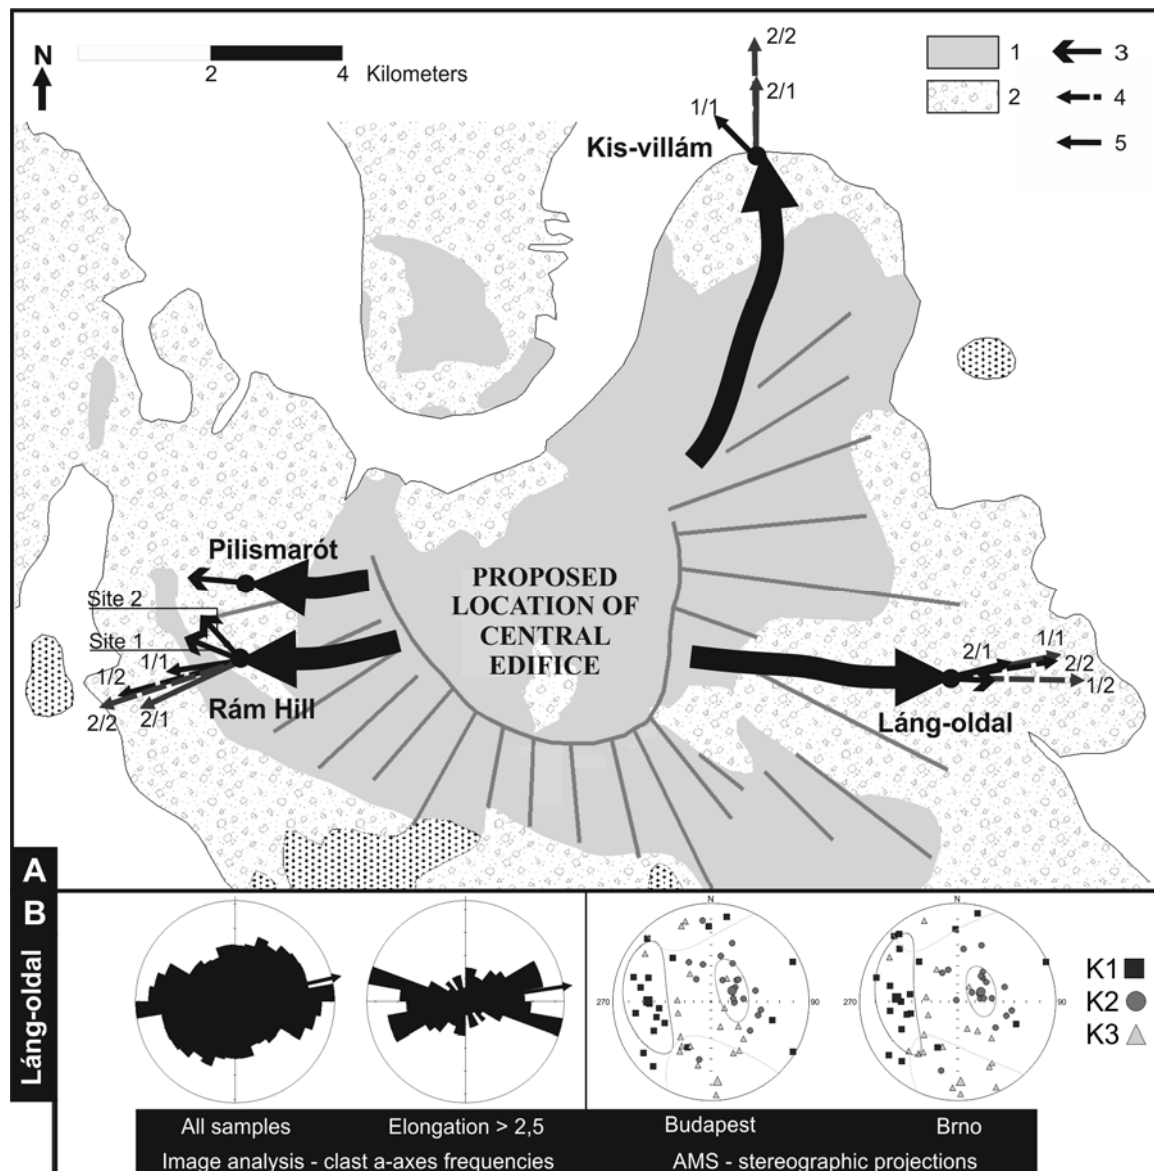 N
2 4 Kilometers
1
2
3
4
5
2/2
2/1
1/1
Kis-villám
Pilismarót
Site 2
Site 1
1/1
1/2
2/2
2/1
Rám Hill
PROPOSED
LOCATION OF
CENTRAL
EDIFICE
2/1
1/1
2/2
1/2
Láng-oldal
A
B
Láng-oldal
N
270
90
N
270
90
K1
K2
K3
All samples
Elongation > 2,5
Budapest
Brno
Image analysis - clast a-axes frequencies
AMS - stereographic projections